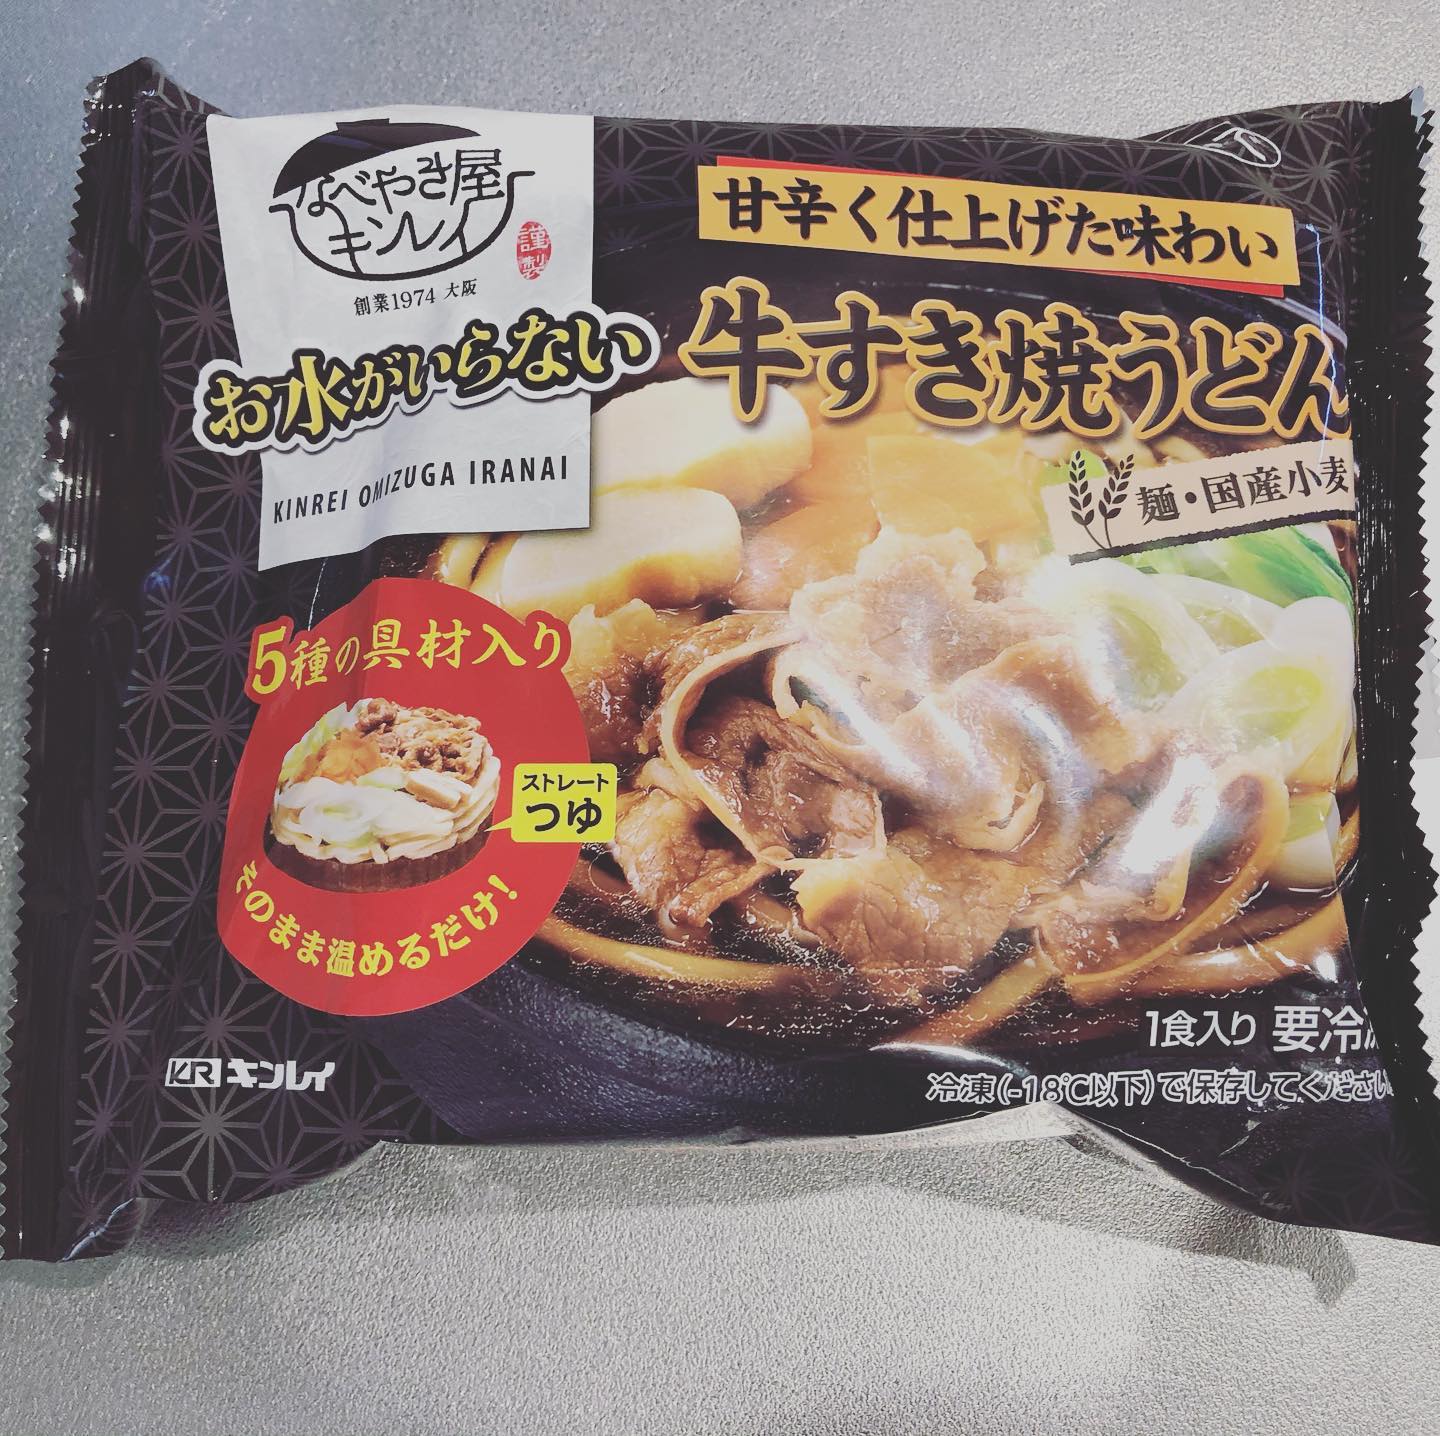 なべやき屋
キンレイ
謹製
創業1974 大阪
お水がいらない
KINREI OMIZUGA IRANAI
甘辛く仕上げた味わい
牛すき焼うどん
麺・国産小麦
5種の具材入り
ストレート
つゆ
そのまま温めるだけ!
KR キンレイ
1食入り 要冷凍
冷凍(-18℃以下)で保存してください